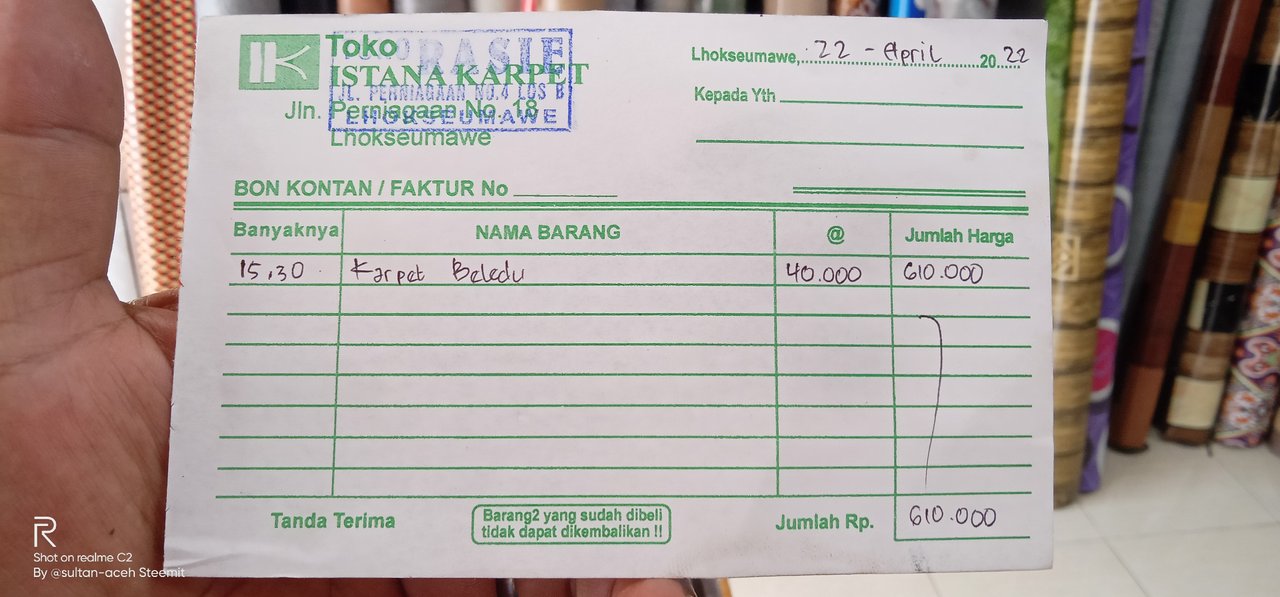 Toko
ISTANA KARPET
Jln. Perniagaan No. 18
Lhokseumawe
RASIE
JL. PERNIAGAAN NO.4 LOS B
LHOKSEUMAWE
Lhokseumawe, 22 - April 2022
Kepada Yth
BON KONTAN / FAKTUR No
Banyaknya NAMA BARANG @ Jumlah Harga
15,30 Karpet Beledu 40.000 610.000
Tanda Terima
Barang2 yang sudah dibeli
tidak dapat dikembalikan !!
Jumlah Rp. 610.000
R
Shot on realme C2
By @sultan-aceh Steemit